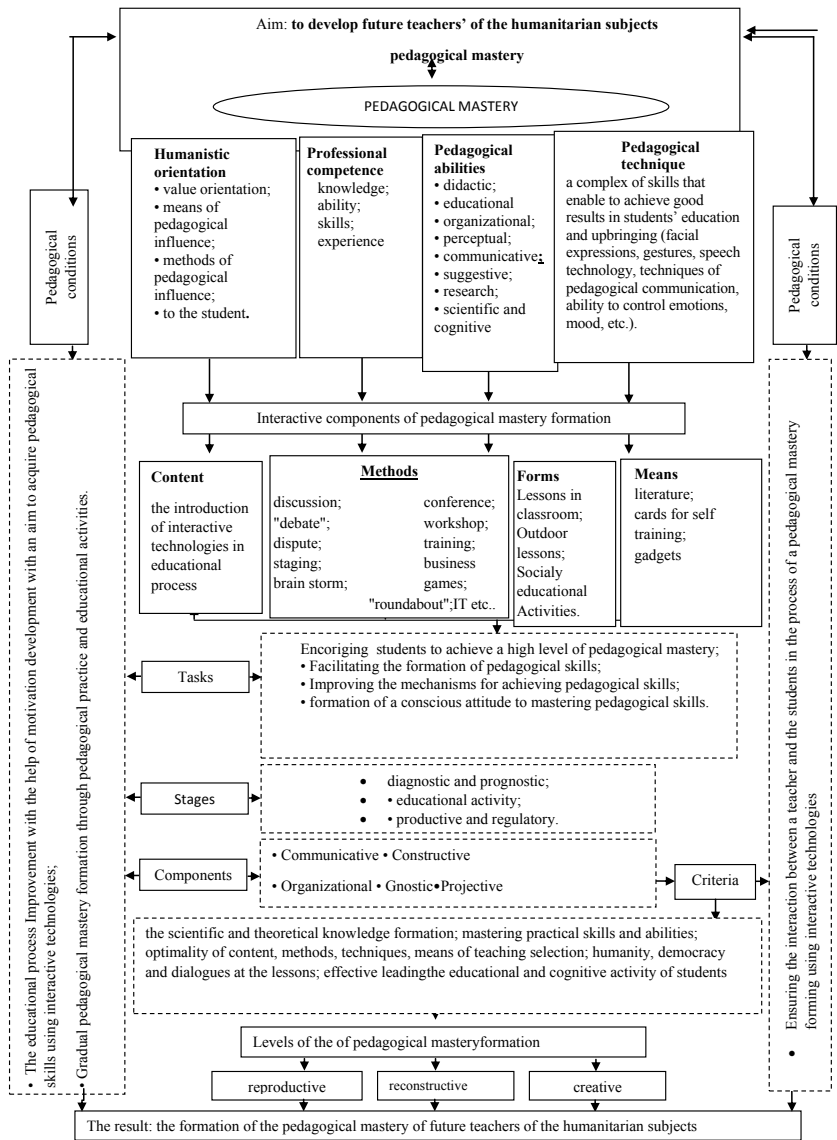 Aim: to develop future teachers' of the humanitarian subjects
pedagogical mastery
PEDAGOGICAL MASTERY
Humanistic
orientation
• value orientation;
• means of
pedagogical
influence;
• methods of
pedagogical
influence;
• to the student.
Professional
competence
knowledge;
ability;
skills;
experience
Pedagogical
abilities
• didactic;
• educational
• organizational;
• perceptual;
• communicative;
• suggestive;
• research;
• scientific and
cognitive
Pedagogical
technique
a complex of skills that
enable to achieve good
results in students' education
and upbringing (facial
expressions, gestures, speech
technology, techniques of
pedagogical communication,
ability to control emotions,
mood, etc.).
Pedagogical
conditions
Pedagogical
conditions
Interactive components of pedagogical mastery formation
Content
the introduction
of interactive
technologies in
educational
process
Methods
discussion;
"debate";
dispute;
staging;
brain storm;
conference;
workshop;
training;
business
games;
"roundabout";IT etc..
Forms
Lessons in
classroom;
Outdoor
lessons;
Socialy
educational
Activities.
Means
literature;
cards for self
training;
gadgets
• The educational process Improvement with the help of motivation development with an aim to acquire pedagogical
skills using interactive technologies;
• Gradual pedagogical mastery formation through pedagogical practice and educational activities.
• Ensuring the interaction between a teacher and the students in the process of a pedagogical mastery
forming using interactive technologies
Tasks
Encoriging students to achieve a high level of pedagogical mastery;
• Facilitating the formation of pedagogical skills;
• Improving the mechanisms for achieving pedagogical skills;
• formation of a conscious attitude to mastering pedagogical skills.
Stages
• diagnostic and prognostic;
• • educational activity;
• • productive and regulatory.
Components
• Communicative • Constructive
• Organizational • Gnostic•Projective
Criteria
the scientific and theoretical knowledge formation; mastering practical skills and abilities;
optimality of content, methods, techniques, means of teaching selection; humanity, democracy
and dialogues at the lessons; effective leadingthe educational and cognitive activity of students
Levels of the of pedagogical masteryformation
reproductive
reconstructive
creative
The result: the formation of the pedagogical mastery of future teachers of the humanitarian subjects